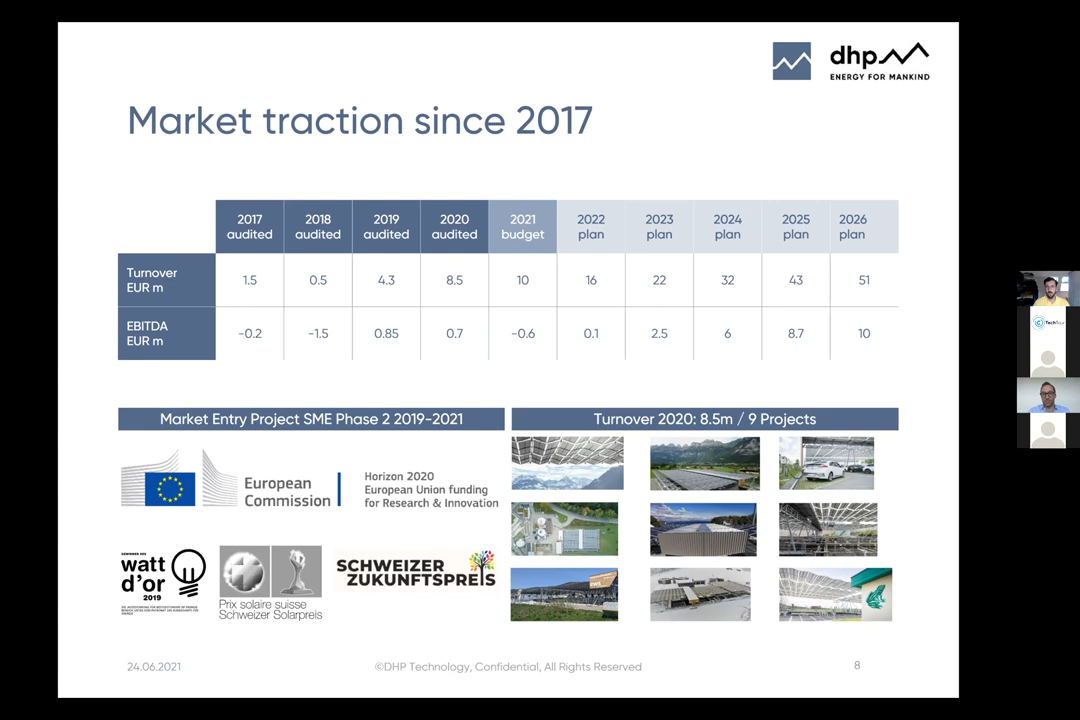 dhp
ENERGY FOR MANKIND
Market traction since 2017
2017 audited
2018 audited
2019 audited
2020 audited
2021 budget
2022 plan
2023 plan
2024 plan
2025 plan
2026 plan
Turnover EUR m
1.5
0.5
4.3
8.5
10
16
22
32
43
51
EBITDA EUR m
-0.2
-1.5
0.85
0.7
-0.6
0.1
2.5
6
8.7
10
Market Entry Project SME Phase 2 2019-2021
Turnover 2020: 8.5m / 9 Projects
European
Commission
Horizon 2020
European Union funding
for Research & Innovation
GEWINNER DES
watt
d'or
2019
Prix solaire suisse
Schweizer Solarpreis
SCHWEIZER
ZUKUNFTSPREIS
24.06.2021
©DHP Technology, Confidential, All Rights Reserved
8
TechTour